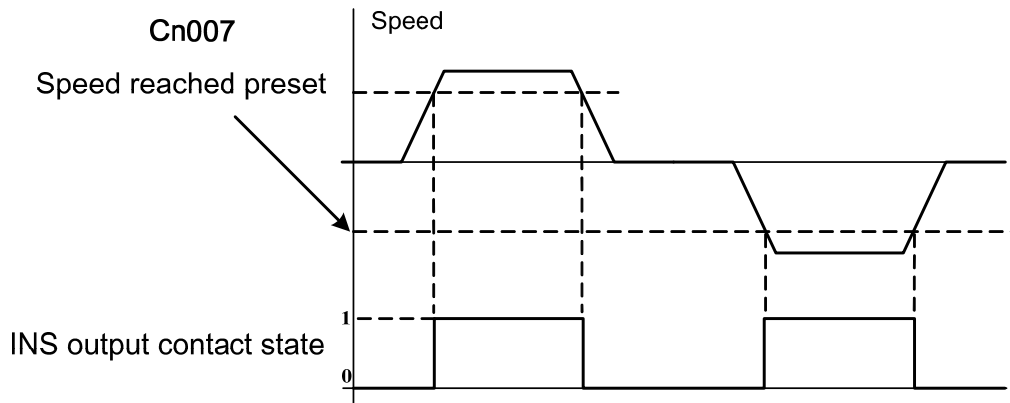 Speed
Cn007
Speed reached preset
1
INS output contact state
0